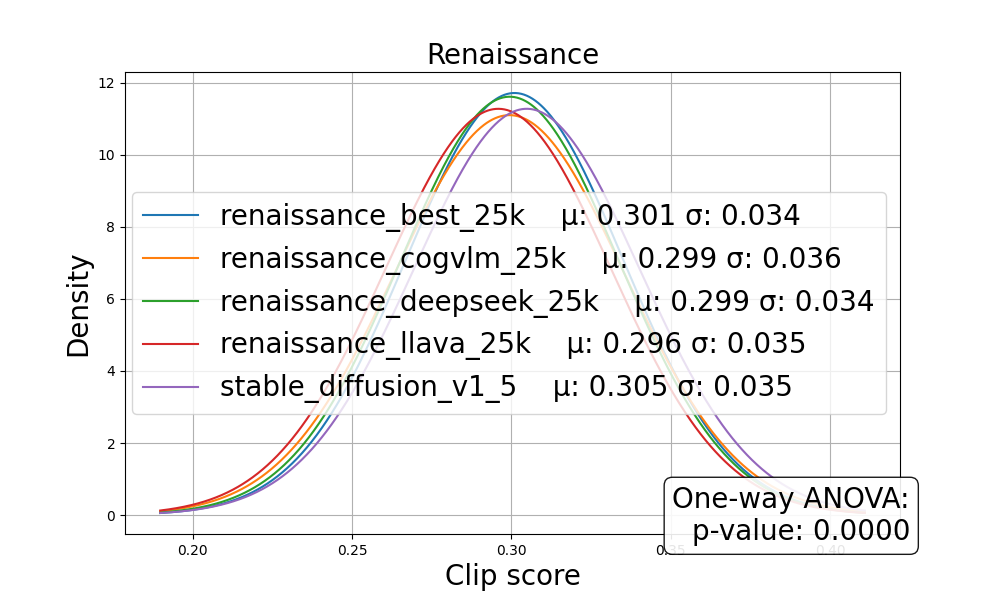 Renaissance
12
10
8
6
4
2
0
Density
renaissance_best_25k μ: 0.301 σ: 0.034
renaissance_cogvlm_25k μ: 0.299 σ: 0.036
renaissance_deepseek_25k μ: 0.299 σ: 0.034
renaissance_llava_25k μ: 0.296 σ: 0.035
stable_diffusion_v1_5 μ: 0.305 σ: 0.035
One-way ANOVA:
p-value: 0.0000
0.20 0.25 0.30 0.35 0.40
Clip score